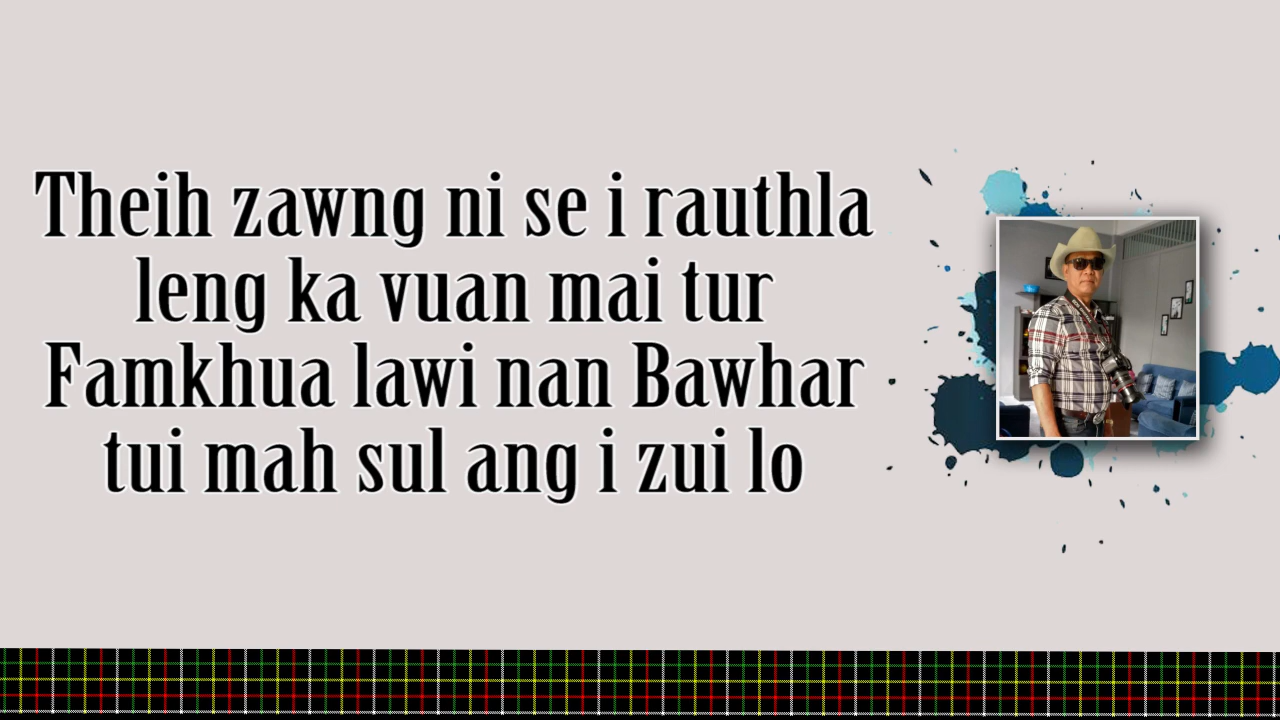 Theih zawng ni se i rauthla
leng ka vuan mai tur
Famkhua lawi nan Bawhar
tui mah sul ang i zui lo